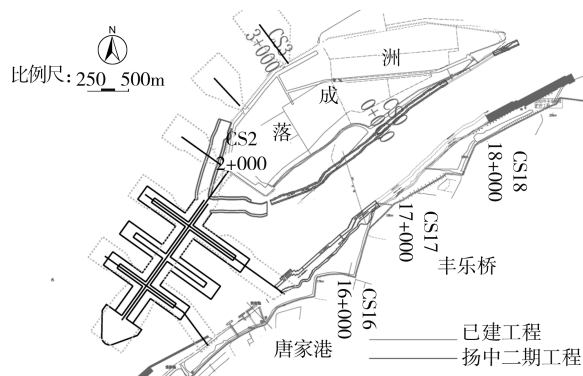 N
比例尺: 250 500m
CS3
3+000
洲
成
落
CS2
2+000
CS18
18+000
CS17
17+000
丰乐桥
CS16
16+000
唐家港
已建工程
扬中二期工程